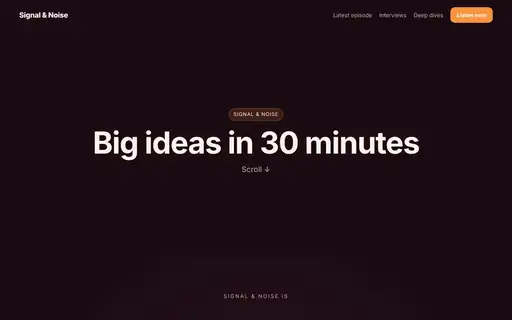 Signal & Noise
Latest episode Interviews Deep dives Listen now
SIGNAL & NOISE
Big ideas in 30 minutes
Scroll ↓
SIGNAL & NOISE IS